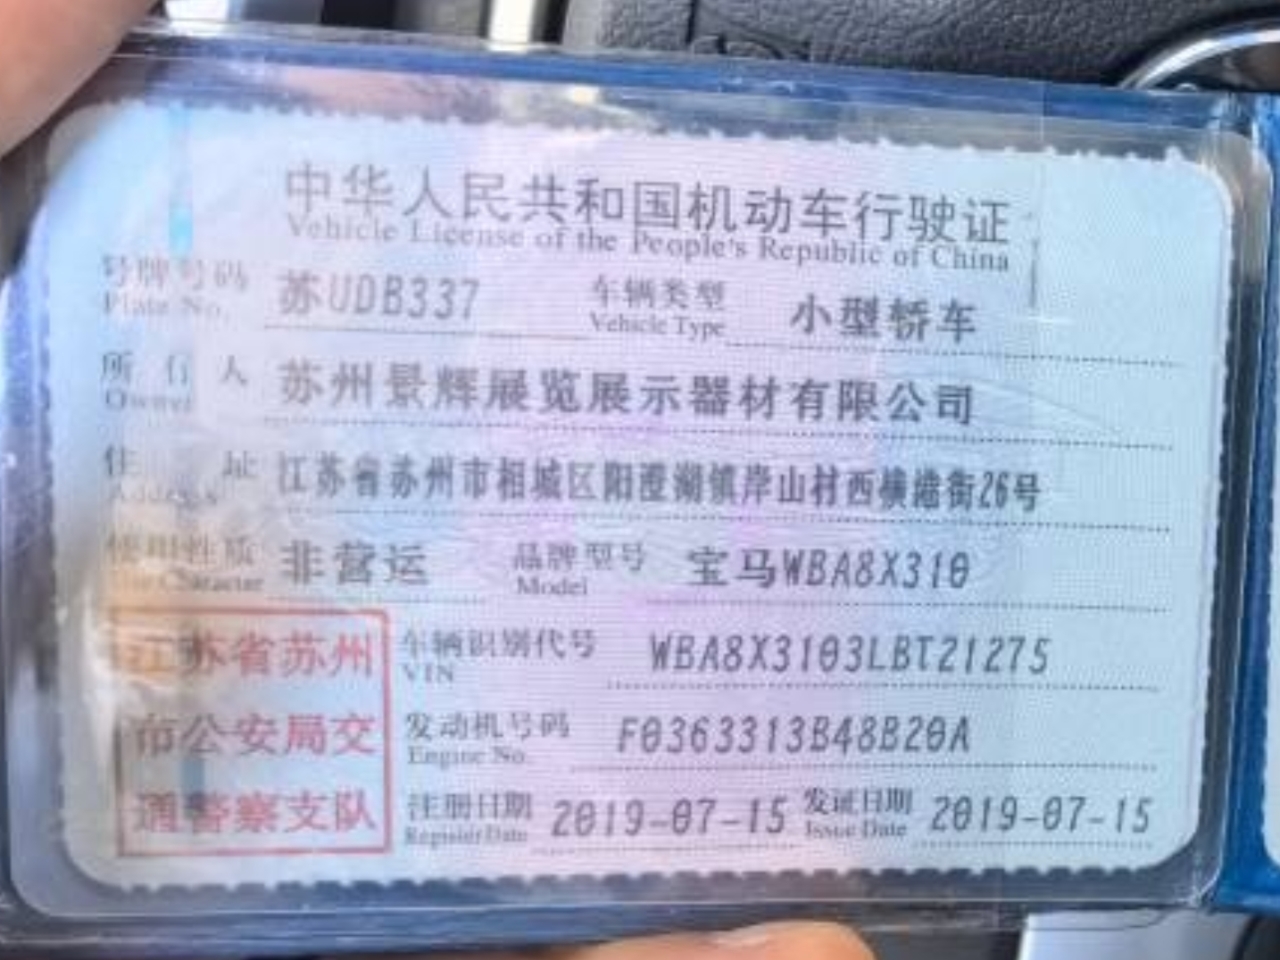 中华人民共和国机动车行驶证
Vehicle License of the People's Republic of China
号牌号码 苏UDB337 车辆类型 小型轿车
Plate No. Vehicle Type
所有人 苏州景辉展览展示器材有限公司
Owner
住址 江苏省苏州市相城区阳澄湖镇岸山村西横港街26号
Address
使用性质 非营运 品牌型号 宝马WBA8X310
Use Character Model
江苏省苏州 车辆识别代号 WBA8X3103LBT21275
VIN
市公安局交 发动机号码 F0363313B48B20A
Engine No.
通警察支队 注册日期 2019-07-15 发证日期 2019-07-15
Register Date Issue Date